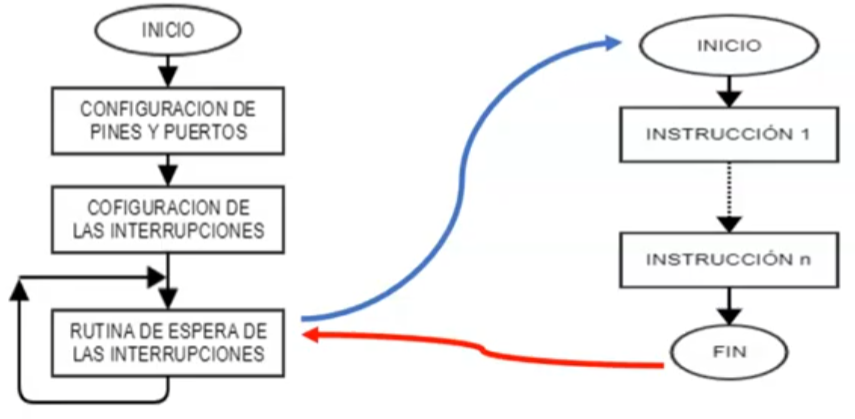 INICIO
CONFIGURACION DE
PINES Y PUERTOS
COFIGURACION DE
LAS INTERRUPCIONES
RUTINA DE ESPERA DE
LAS INTERRUPCIONES
INICIO
INSTRUCCIÓN 1
INSTRUCCIÓN n
FIN